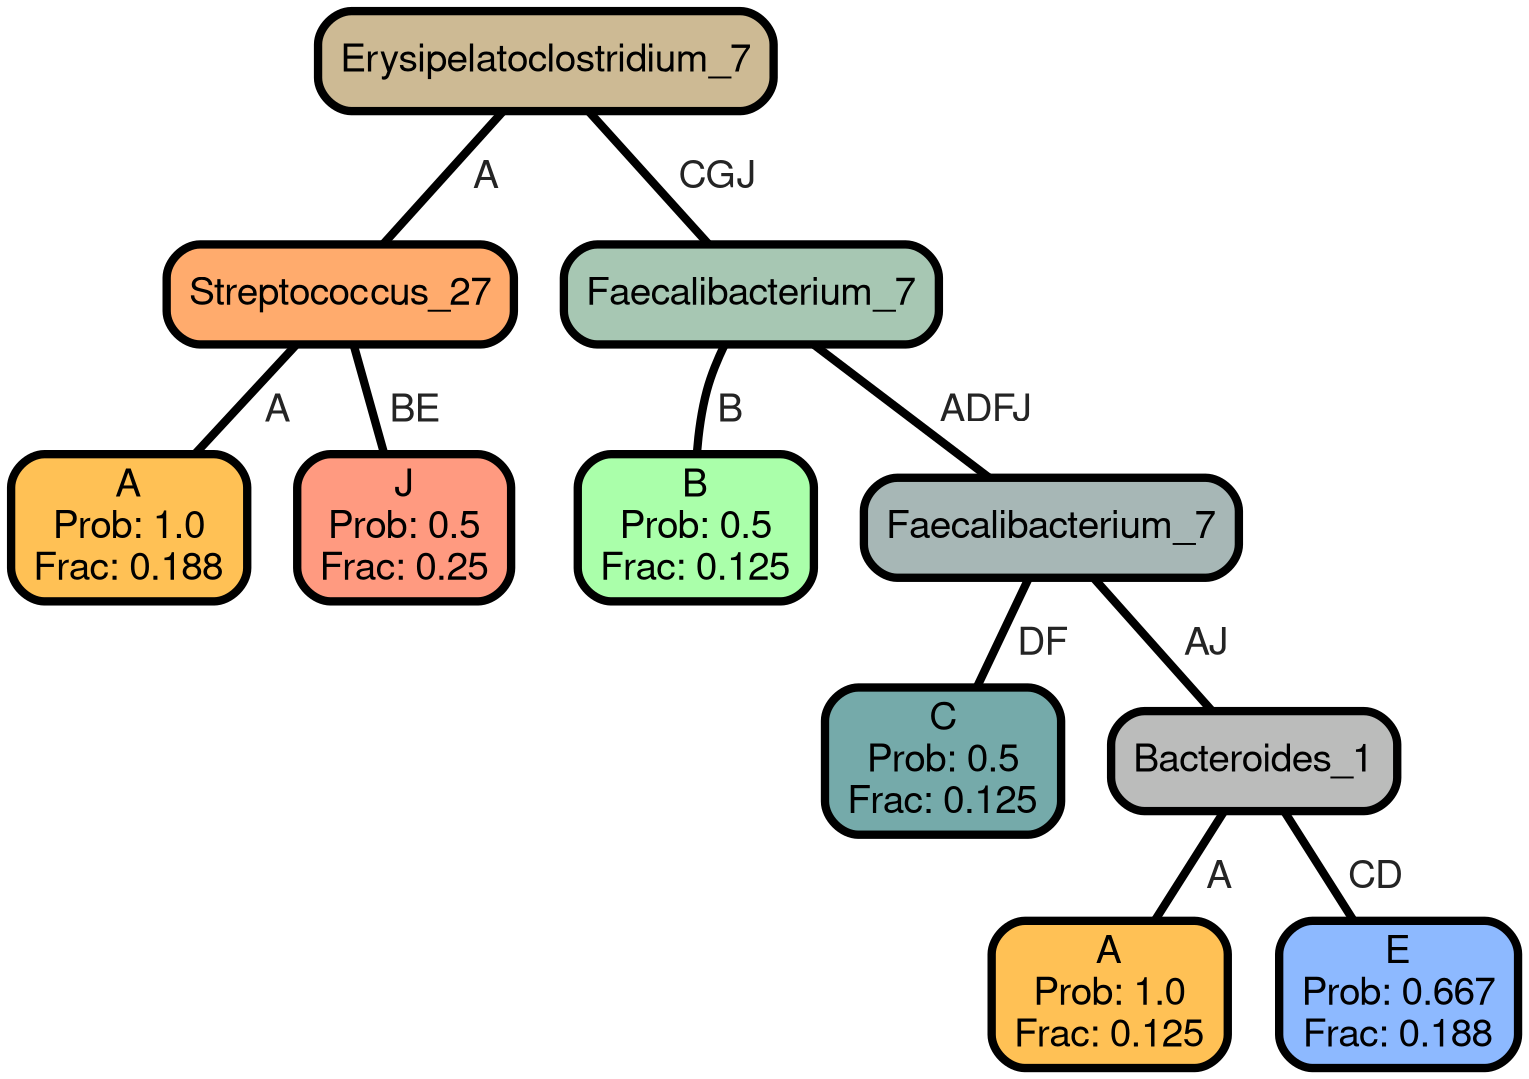 Erysipelatoclostridium_7
A
CGJ
Streptococcus_27
Faecalibacterium_7
A
BE
B
ADFJ
A
Prob: 1.0
Frac: 0.188
J
Prob: 0.5
Frac: 0.25
B
Prob: 0.5
Frac: 0.125
Faecalibacterium_7
DF
AJ
C
Prob: 0.5
Frac: 0.125
Bacteroides_1
A
CD
A
Prob: 1.0
Frac: 0.125
E
Prob: 0.667
Frac: 0.188